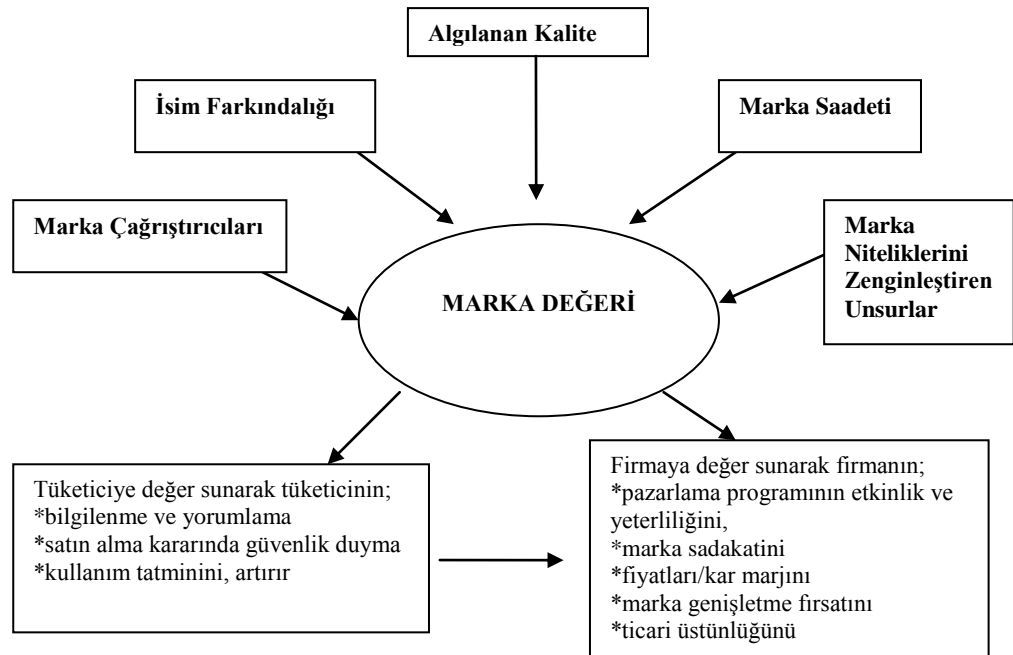 Algılanan Kalite
İsim Farkındalığı
Marka Saadeti
Marka Çağrıştırıcıları
Marka
Niteliklerini
Zenginleştiren
Unsurlar
MARKA DEĞERİ
Tüketiciye değer sunarak tüketicinin;
*bilgilenme ve yorumlama
*satın alma kararında güvenlik duyma
*kullanım tatminini, artırır
Firmaya değer sunarak firmanın;
*pazarlama programının etkinlik ve
yeterliliğini,
*marka sadakatini
*fiyatları/kar marjını
*marka genişletme fırsatını
*ticari üstünlüğünü